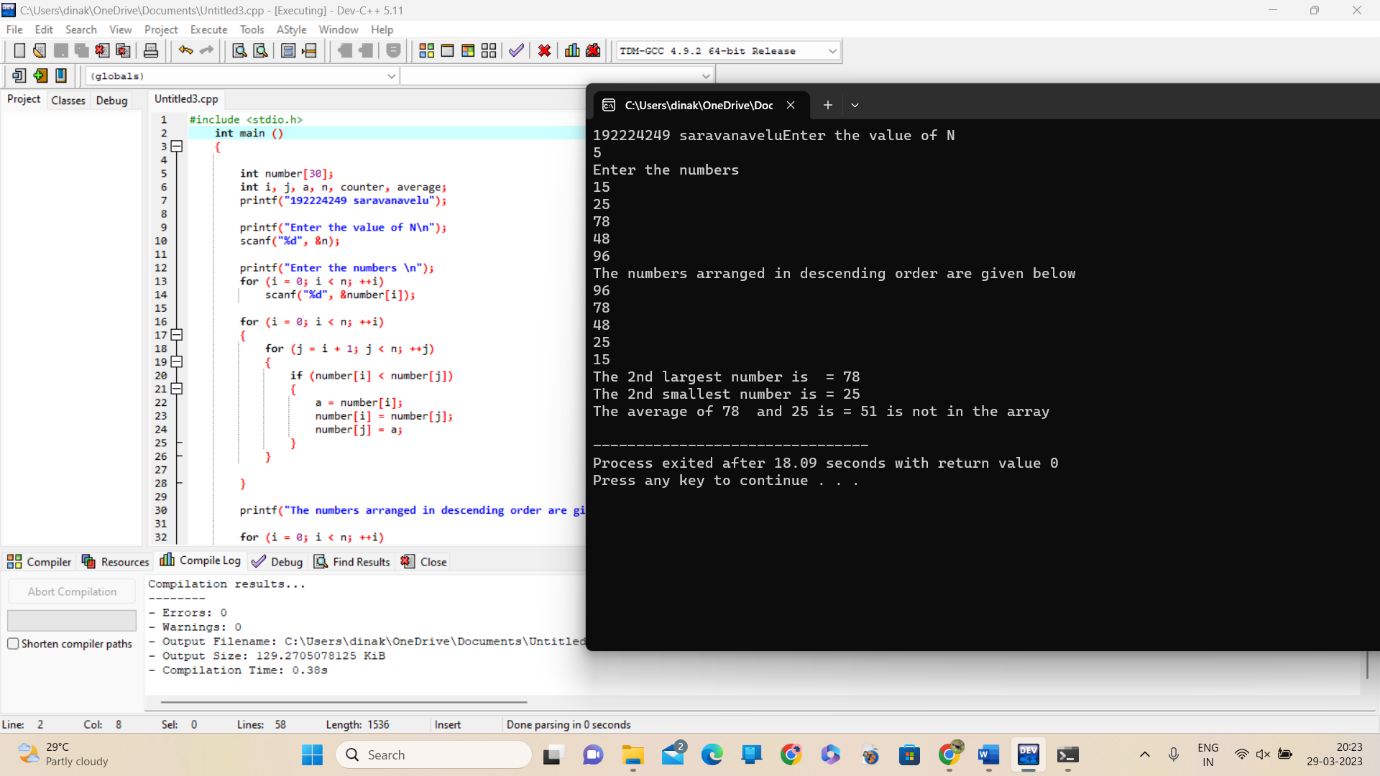 C:\Users\dinak\OneDrive\Documents\Untitled3.cpp - [Executing] - Dev-C++ 5.11
File Edit Search View Project Execute Tools AStyle Window Help
TDM-GCC 4.9.2 64-bit Release
(globals)
Project Classes Debug
Untitled3.cpp
1 #include <stdio.h>
2 int main ()
3 {
4
5 int number[30];
6 int i, j, a, n, counter, average;
7 printf("192224249 saravanavelu");
8
9 printf("Enter the value of N\n");
10 scanf("%d", &n);
11
12 printf("Enter the numbers \n");
13 for (i = 0; i < n; ++i)
14 scanf("%d", &number[i]);
15
16 for (i = 0; i < n; ++i)
17 {
18 for (j = i + 1; j < n; ++j)
19 {
20 if (number[i] < number[j])
21 {
22 a = number[i];
23 number[i] = number[j];
24 number[j] = a;
25 }
26 }
27
28 }
29
30 printf("The numbers arranged in descending order are gi
31
32 for (i = 0; i < n; ++i)
C:\Users\dinak\OneDrive\Doc
192224249 saravanaveluEnter the value of N
5
Enter the numbers
15
25
78
48
96
The numbers arranged in descending order are given below
96
78
48
25
15
The 2nd largest number is  = 78
The 2nd smallest number is = 25
The average of 78  and 25 is = 51 is not in the array
--------------------------------
Process exited after 18.09 seconds with return value 0
Press any key to continue . . .
Compiler Resources Compile Log Debug Find Results Close
Abort Compilation
Shorten compiler paths
Compilation results...
--------
- Errors: 0
- Warnings: 0
- Output Filename: C:\Users\dinak\OneDrive\Documents\Untitled
- Output Size: 129.2705078125 KiB
- Compilation Time: 0.38s
Line: 2 Col: 8 Sel: 0 Lines: 58 Length: 1536 Insert Done parsing in 0 seconds
29°C
Partly cloudy
Search
2
DEV
ENG
IN
20:23
29-03-2023